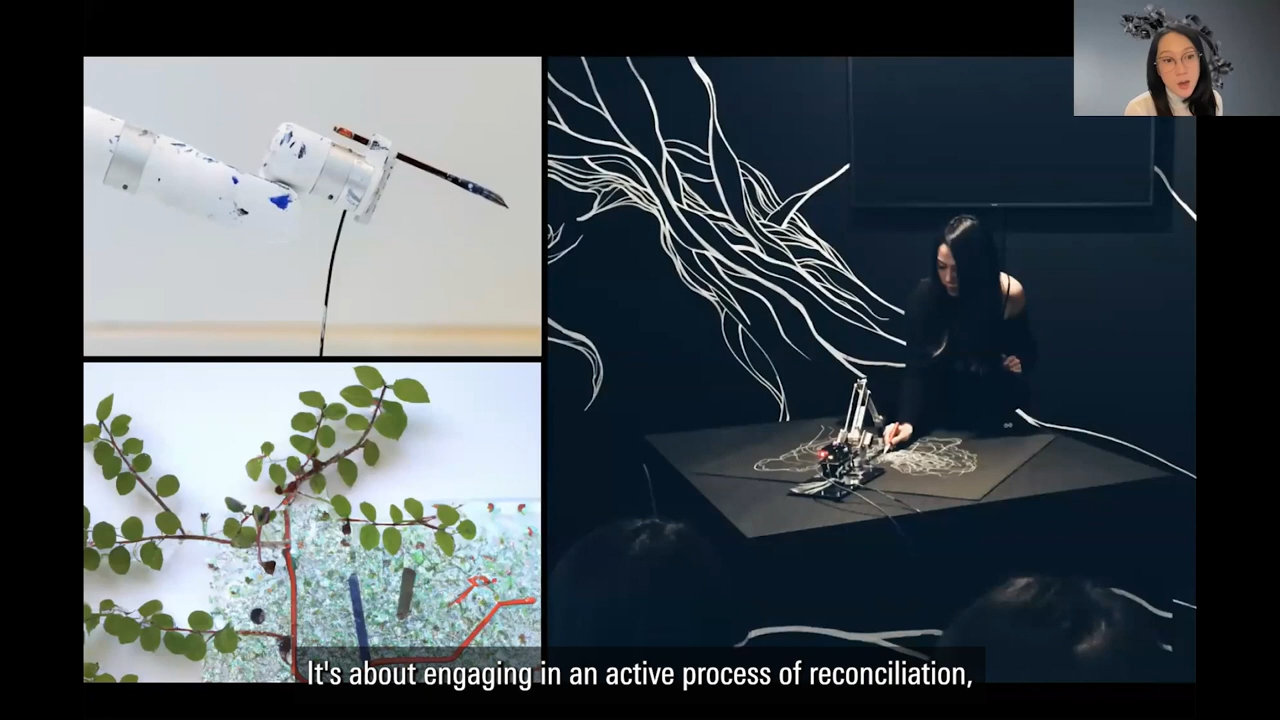 It's about engaging in an active process of reconciliation,